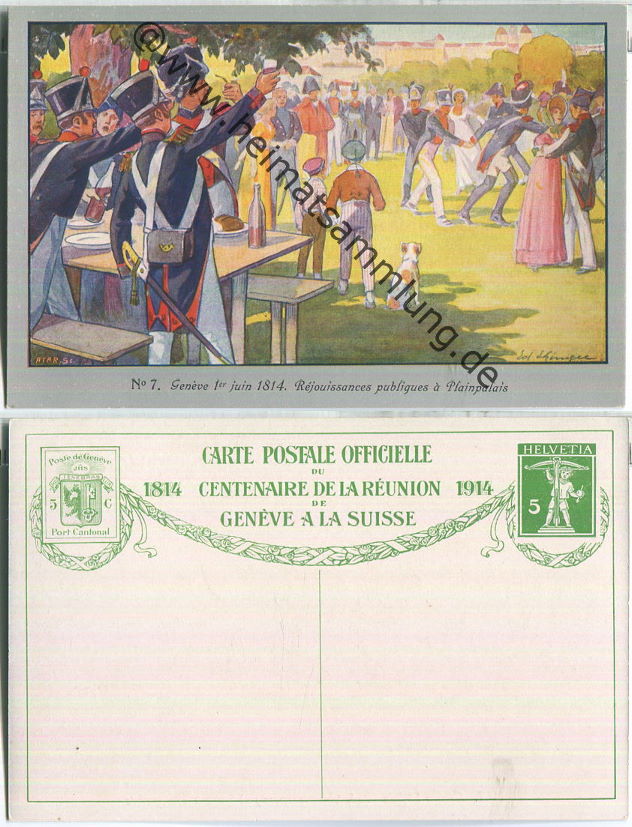 ©www.heimatsammlung.de
ATAR. S.A.
No 7. Genève 1er juin 1814. Réjouissances publiques à Plainpalais
CARTE POSTALE OFFICIELLE
DU
1814 CENTENAIRE DE LA RÉUNION 1914
DE
GENÈVE A LA SUISSE
Poste de Genève
5 C
Port Cantonal
HELVETIA
5